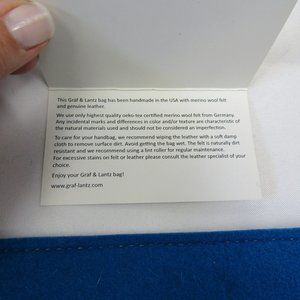 This Graf & Lantz bag has been handmade in the USA with merino wool felt
and genuine leather.
We use only highest quality oeko-tex certified merino wool felt from Germany.
Any incidental marks and differences in color and/or texture are characteristic of
the natural materials used and should not be considered an imperfection.
To care for your handbag, we recommend wiping the leather with a soft damp
cloth to remove surface dirt. Avoid getting the bag wet. The felt is naturally dirt
resistant and we recommend using a lint roller for regular maintenance.
For excessive stains on felt or leather please consult the leather specialist of your
choice.
Enjoy your Graf & Lantz bag!
www.graf-lantz.com